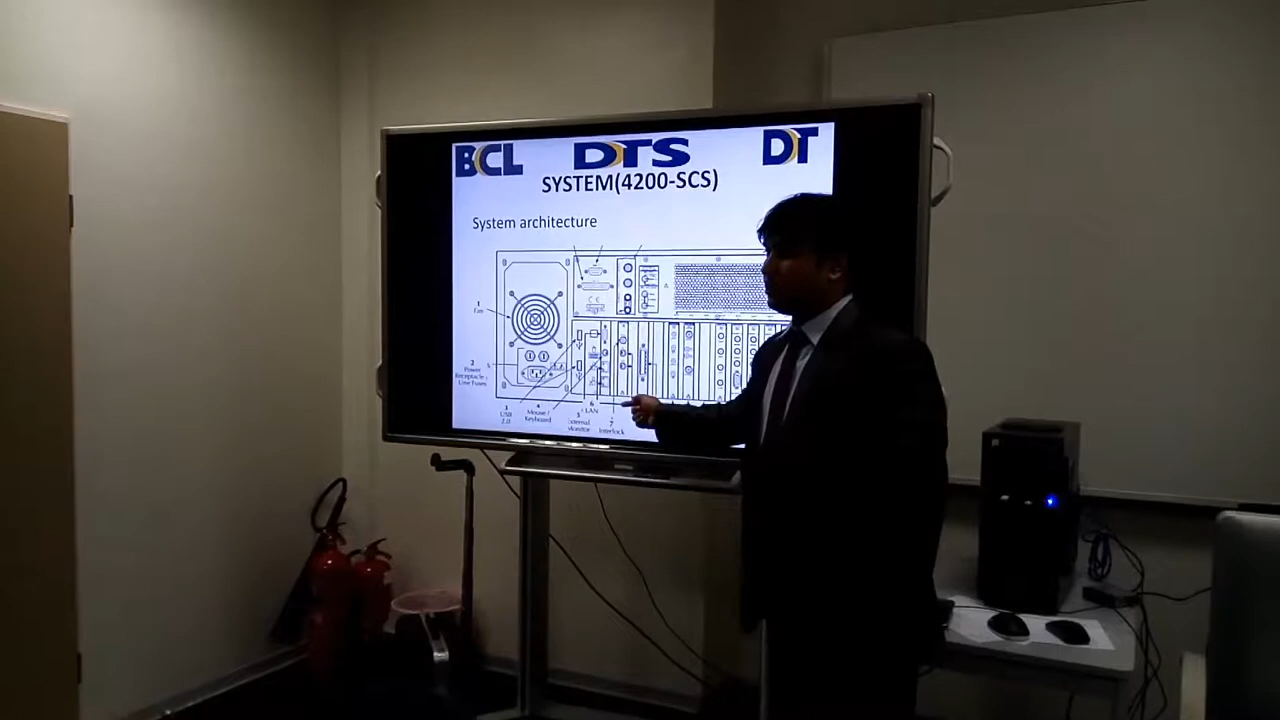 BCL DTS DT
SYSTEM(4200-SCS)
System architecture
1
Fan
2
Power
Receptacle
Line Fuses
3
USB
2.0
4
Mouse /
Keyboard
5
External
Monitor
6
LAN
7
Interlock
CE